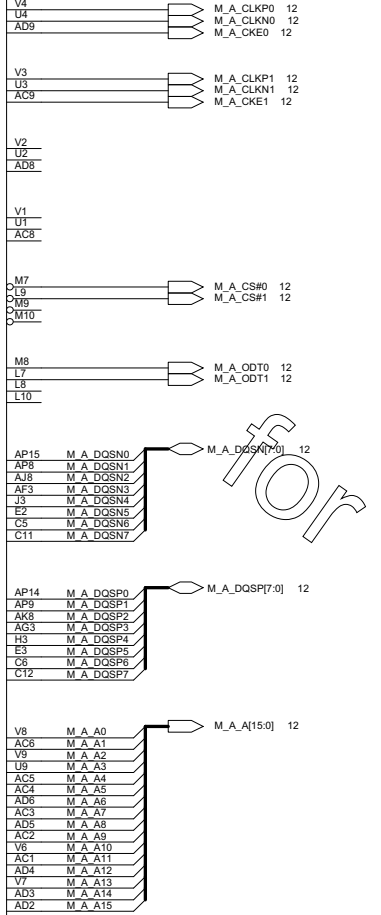 V4 M_A_CLKP0 12
U4 M_A_CLKN0 12
AD9 M_A_CKE0 12
V3 M_A_CLKP1 12
U3 M_A_CLKN1 12
AC9 M_A_CKE1 12
V2
U2
AD8
V1
U1
AC8
M7 M_A_CS#0 12
L9 M_A_CS#1 12
M9
M10
M8 M_A_ODT0 12
L7 M_A_ODT1 12
L8
L10
M_A_DQSN[7:0] 12
AP15 M_A_DQSN0
AP8 M_A_DQSN1
AJ8 M_A_DQSN2
AF3 M_A_DQSN3
J3 M_A_DQSN4
E2 M_A_DQSN5
C5 M_A_DQSN6
C11 M_A_DQSN7
for
M_A_DQSP[7:0] 12
AP14 M_A_DQSP0
AP9 M_A_DQSP1
AK8 M_A_DQSP2
AG3 M_A_DQSP3
H3 M_A_DQSP4
E3 M_A_DQSP5
C6 M_A_DQSP6
C12 M_A_DQSP7
M_A_A[15:0] 12
V8 M_A_A0
AC6 M_A_A1
V9 M_A_A2
U9 M_A_A3
AC5 M_A_A4
AC4 M_A_A5
AD6 M_A_A6
AC3 M_A_A7
AD5 M_A_A8
AC2 M_A_A9
V6 M_A_A10
AC1 M_A_A11
AD4 M_A_A12
V7 M_A_A13
AD3 M_A_A14
AD2 M_A_A15